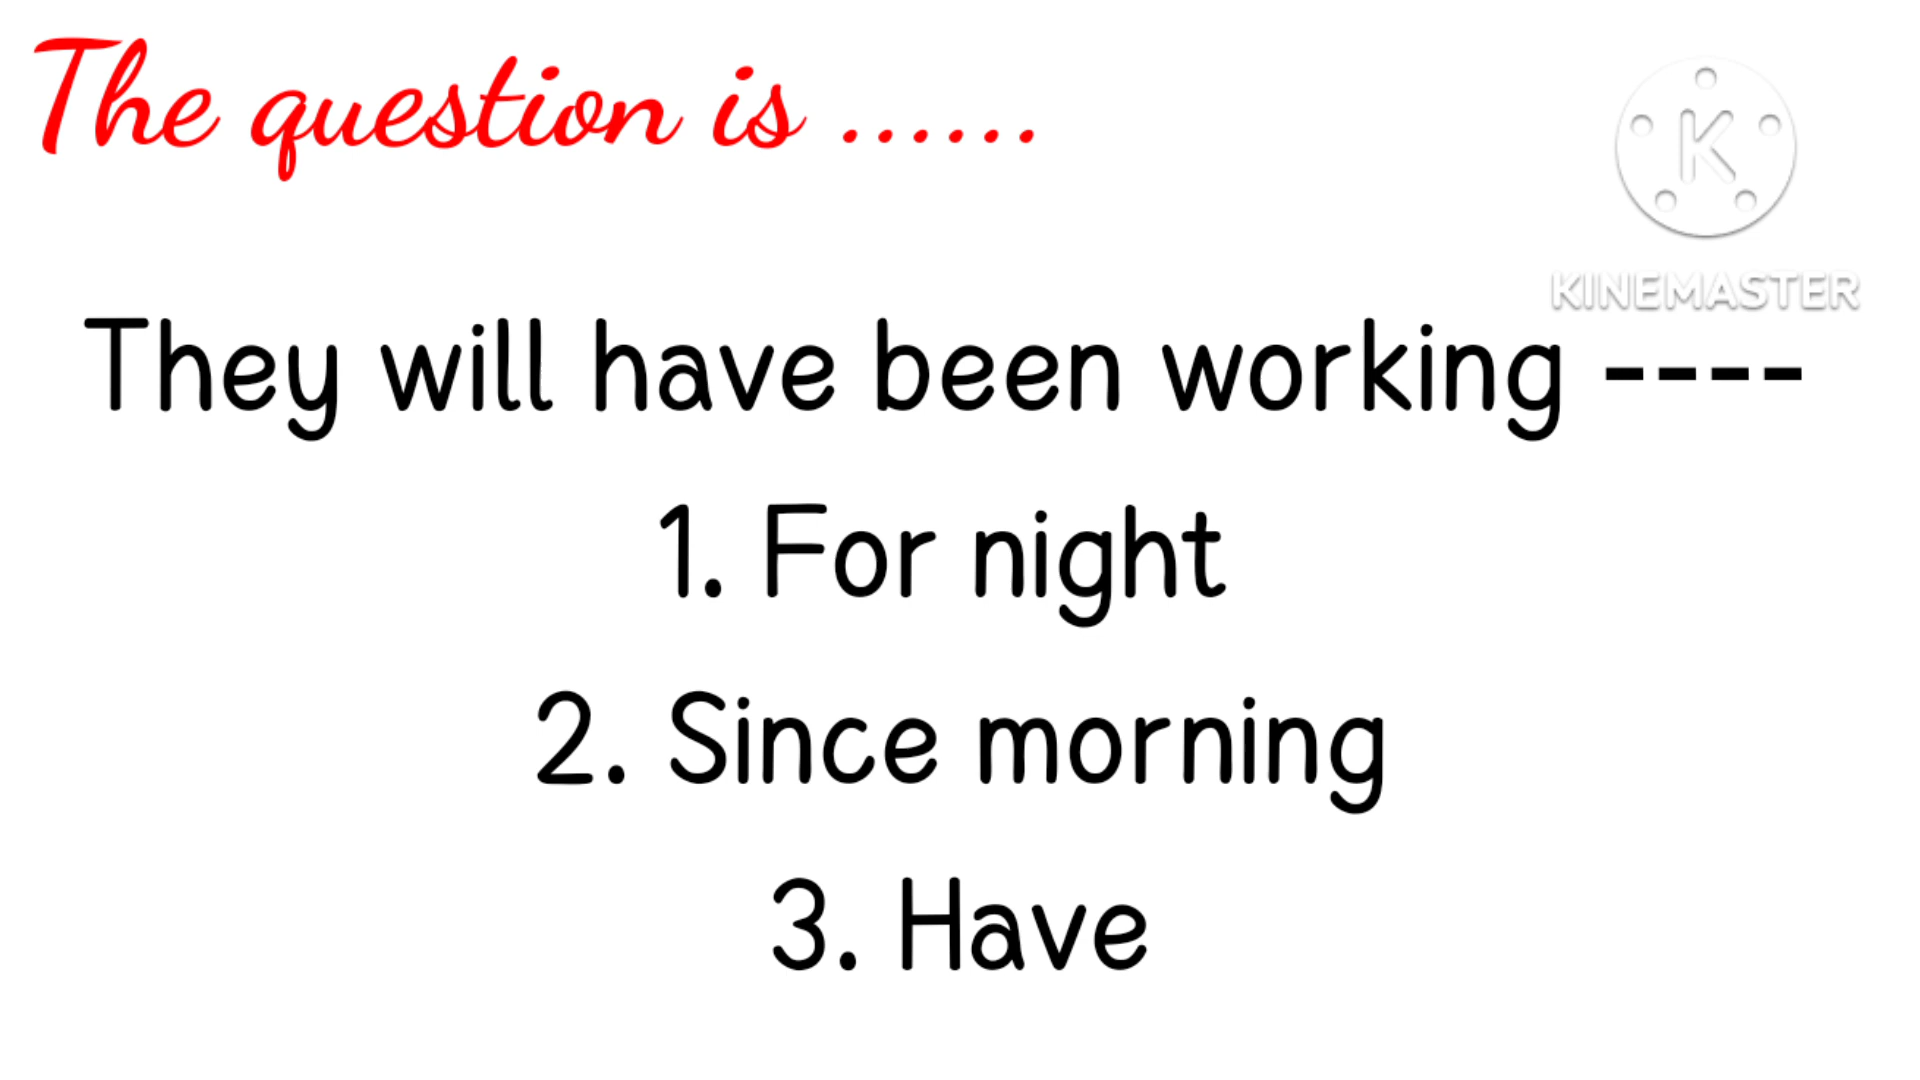 The question is ......
K
KINEMASTER
They will have been working ----
1. For night
2. Since morning
3. Have